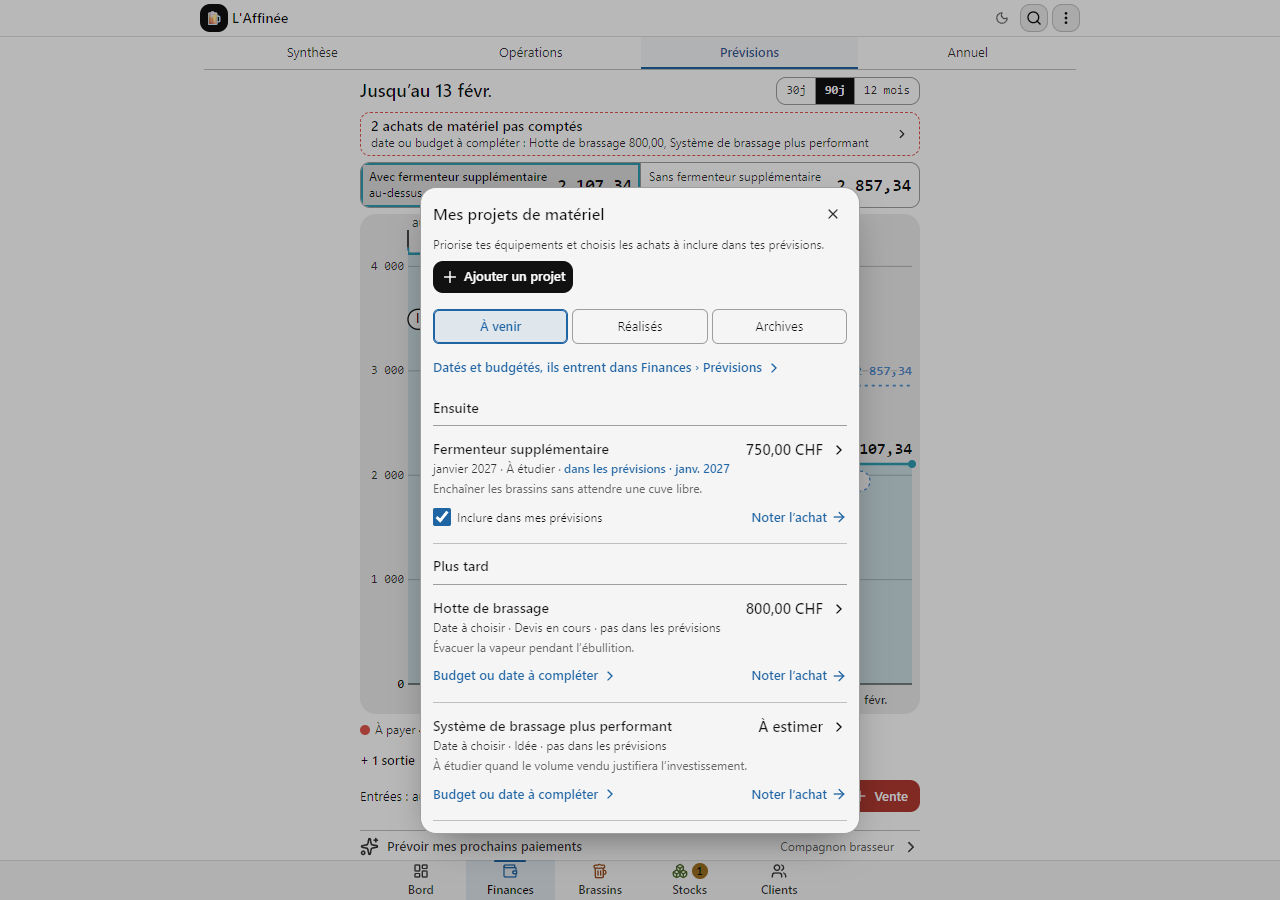 L'Affinée
Synthèse
Opérations
Prévisions
Annuel
Jusqu'au 13 févr.
30j
90j
12 mois
2 achats de matériel pas comptés
date ou budget à compléter : Hotte de brassage 800,00, Système de brassage plus performant
Avec fermenteur supplémentaire
au-dessus
2 107,34
Sans fermenteur supplémentaire
2 857,34
4 000
3 000
2 000
1 000
0
2 857,34
107,34
févr.
Mes projets de matériel
Priorise tes équipements et choisis les achats à inclure dans tes prévisions.
Ajouter un projet
À venir
Réalisés
Archives
Datés et budgétés, ils entrent dans Finances › Prévisions
Ensuite
Fermenteur supplémentaire
750,00 CHF
janvier 2027 · À étudier · dans les prévisions · janv. 2027
Enchaîner les brassins sans attendre une cuve libre.
Inclure dans mes prévisions
Noter l'achat
Plus tard
Hotte de brassage
800,00 CHF
Date à choisir · Devis en cours · pas dans les prévisions
Évacuer la vapeur pendant l'ébullition.
Budget ou date à compléter
Noter l'achat
Système de brassage plus performant
À estimer
Date à choisir · Idée · pas dans les prévisions
À étudier quand le volume vendu justifiera l'investissement.
Budget ou date à compléter
Noter l'achat
À payer ·
+ 1 sortie
Entrées :
Vente
Prévoir mes prochains paiements
Compagnon brasseur
Bord
Finances
Brassins
1
Stocks
Clients